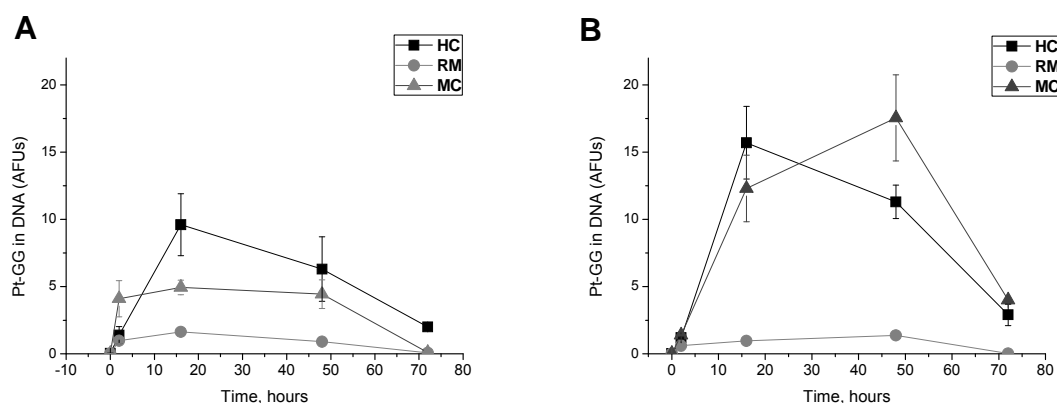 A
HC
RM
MC
20
15
10
5
0
Pt-GG in DNA (AFUs)
-10 0 10 20 30 40 50 60 70 80
Time, hours
B
HC
RM
MC
20
15
10
5
0
Pt-GG in DNA (AFUs)
0 10 20 30 40 50 60 70 80
Time, hours